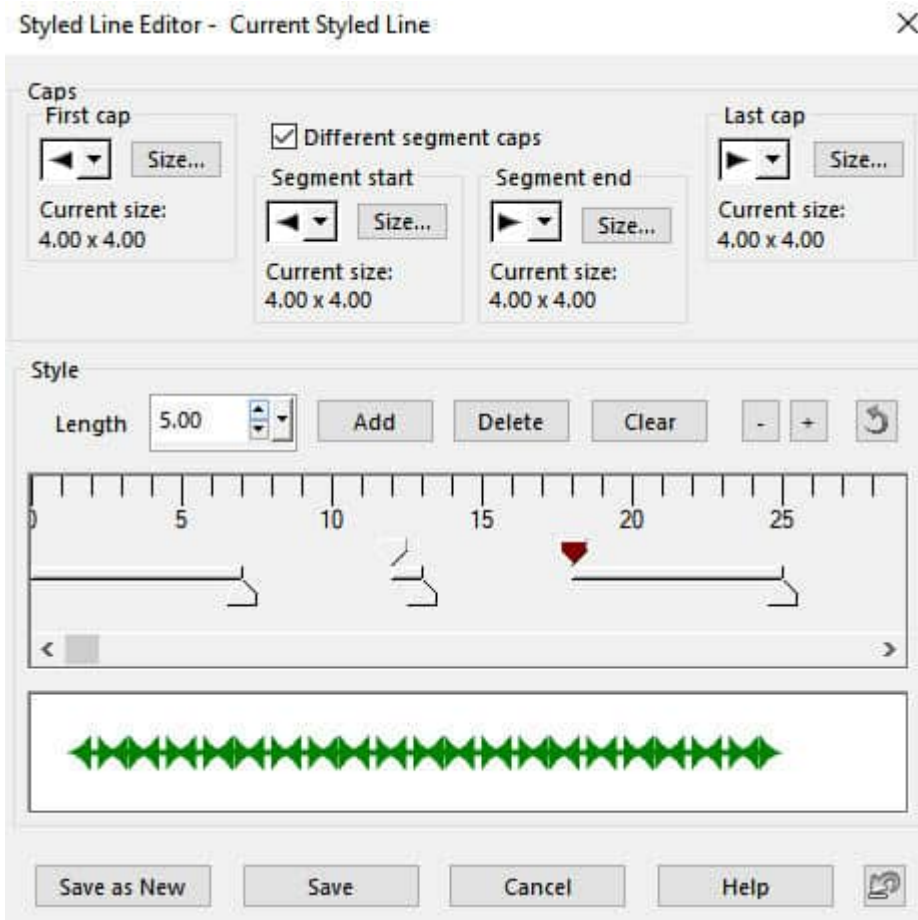 Styled Line Editor - Current Styled Line
Caps
First cap
Size...
Current size:
4.00 x 4.00
Different segment caps
Segment start
Size...
Current size:
4.00 x 4.00
Segment end
Size...
Current size:
4.00 x 4.00
Last cap
Size...
Current size:
4.00 x 4.00
Style
Length 5.00 Add Delete Clear - +
0 5 10 15 20 25
Save as New Save Cancel Help